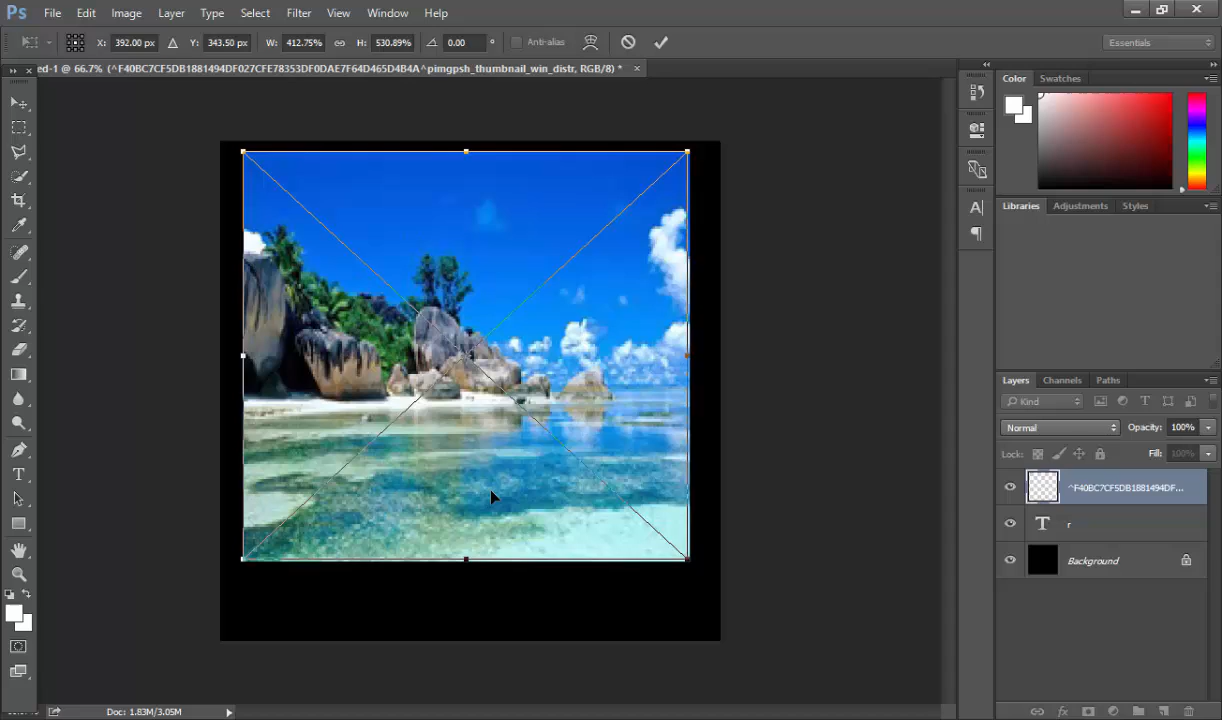 Ps File Edit Image Layer Type Select Filter View Window Help
X: 392.00 px Y: 343.50 px W: 412.75% H: 530.89% 0.00 ° Anti-alias Essentials
ed-1 @ 66.7% (^F40BC7CF5DB1881494DF027CFE78353DF0DAE7F64D465D4B4A^pimgpsh_thumbnail_win_distr, RGB/8) * ×
Color Swatches
Libraries Adjustments Styles
A
Layers Channels Paths
Kind T
Normal Opacity: 100%
Lock: Fill: 100%
^F40BC7CF5DB1881494DF...
T r
Background
T
fx
Doc: 1.83M/3.05M